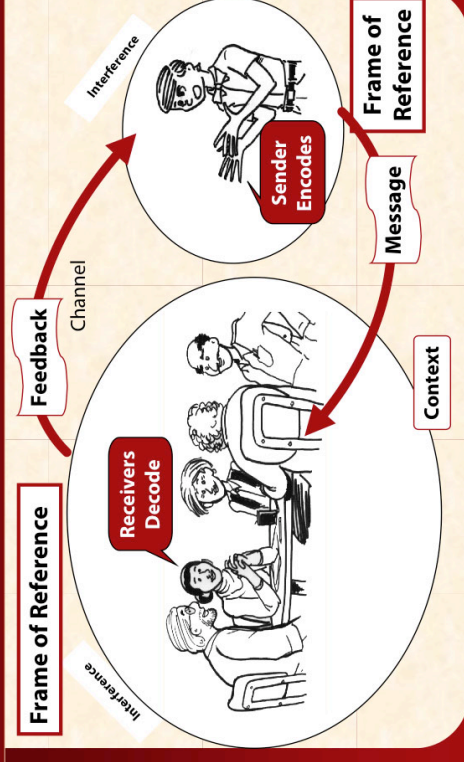 Frame of Reference
Interference
Receivers
Decode
Feedback
Channel
Context
Message
Interference
Sender
Encodes
Frame of
Reference